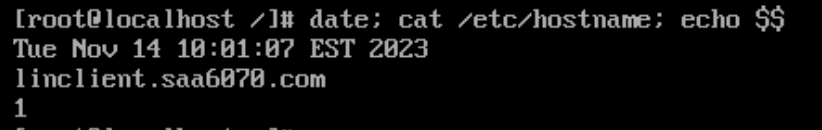 [root@localhost /]# date; cat /etc/hostname; echo $$
Tue Nov 14 10:01:07 EST 2023
linclient.saa6070.com
1